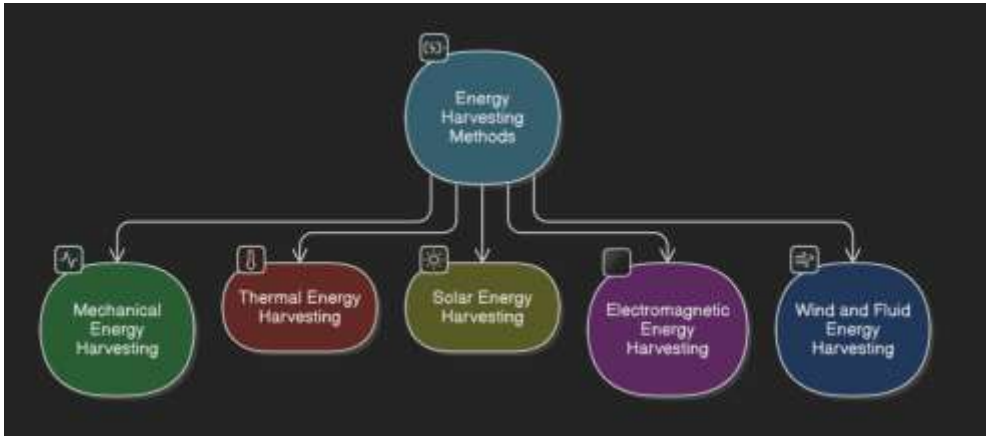 Energy
Harvesting
Methods
Mechanical
Energy
Harvesting
Thermal Energy
Harvesting
Solar Energy
Harvesting
Electromagnetic
Energy
Harvesting
Wind and Fluid
Energy
Harvesting